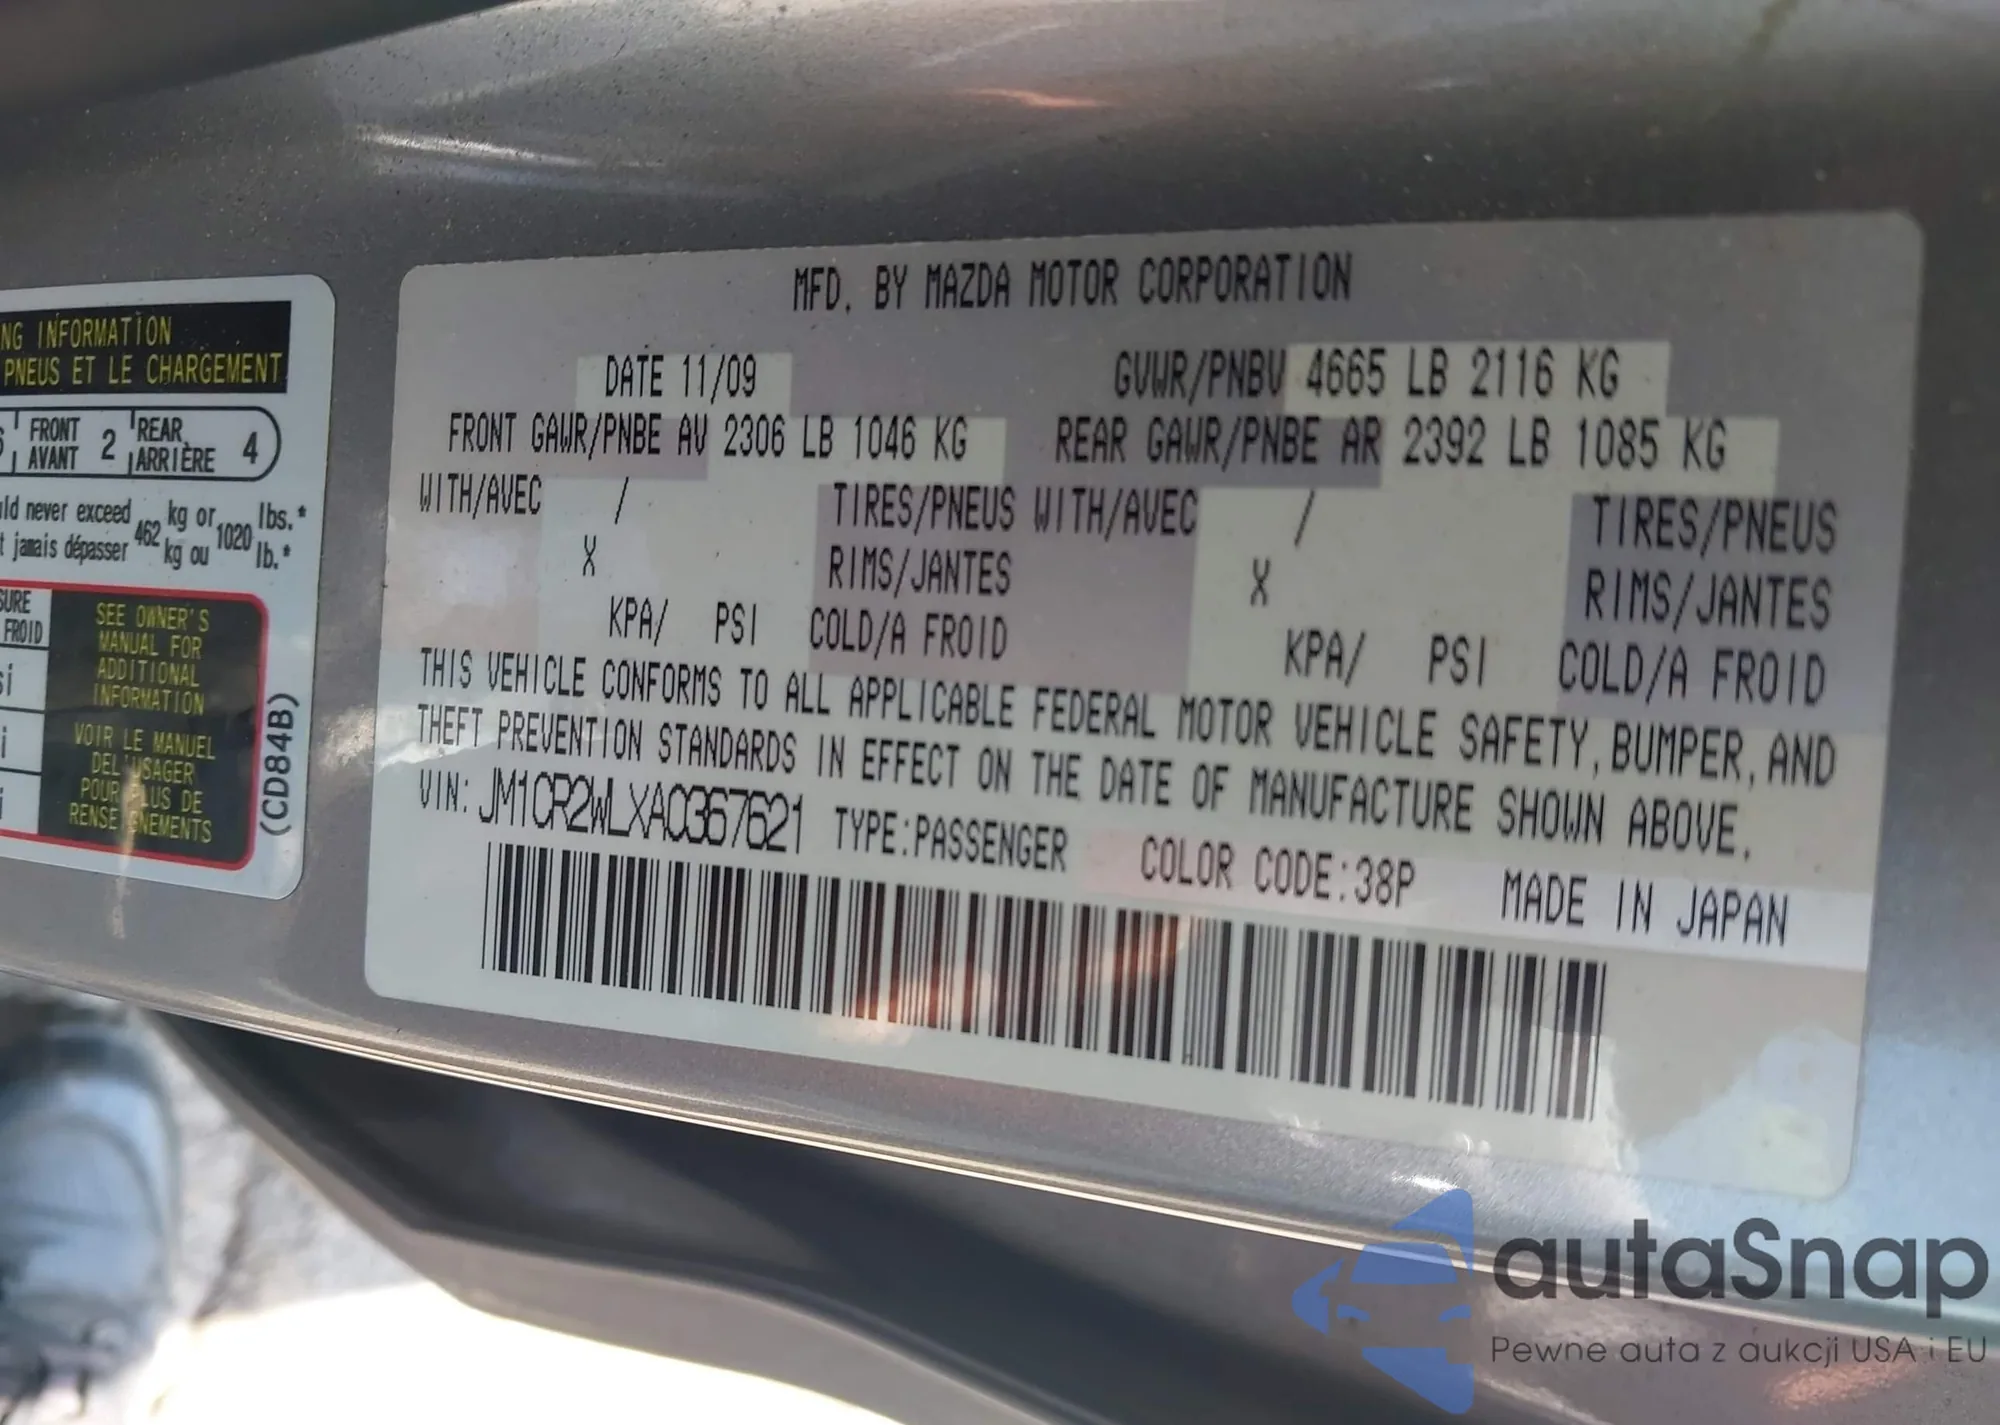 NG INFORMATION
PNEUS ET LE CHARGEMENT
FRONT AVANT 2 REAR ARRIÈRE 4
ld never exceed 462 kg or 1020 lbs.*
t jamais dépasser kg ou lb.*
SURE
FROID
SEE OWNER'S
MANUAL FOR
ADDITIONAL
INFORMATION
VOIR LE MANUEL
DEL'USAGER
POUR PLUS DE
RENSEIGNEMENTS
(CD84B)
MFD. BY MAZDA MOTOR CORPORATION
DATE 11/09 GVWR/PNBV 4665 LB 2116 KG
FRONT GAWR/PNBE AV 2306 LB 1046 KG REAR GAWR/PNBE AR 2392 LB 1085 KG
WITH/AVEC / TIRES/PNEUS WITH/AVEC / TIRES/PNEUS
X RIMS/JANTES X RIMS/JANTES
KPA/ PSI COLD/A FROID KPA/ PSI COLD/A FROID
THIS VEHICLE CONFORMS TO ALL APPLICABLE FEDERAL MOTOR VEHICLE SAFETY, BUMPER, AND
THEFT PREVENTION STANDARDS IN EFFECT ON THE DATE OF MANUFACTURE SHOWN ABOVE.
VIN: JM1CR2WLXA0367621 TYPE:PASSENGER COLOR CODE:38P MADE IN JAPAN
autaSnap
Pewne auta z aukcji USA i EU